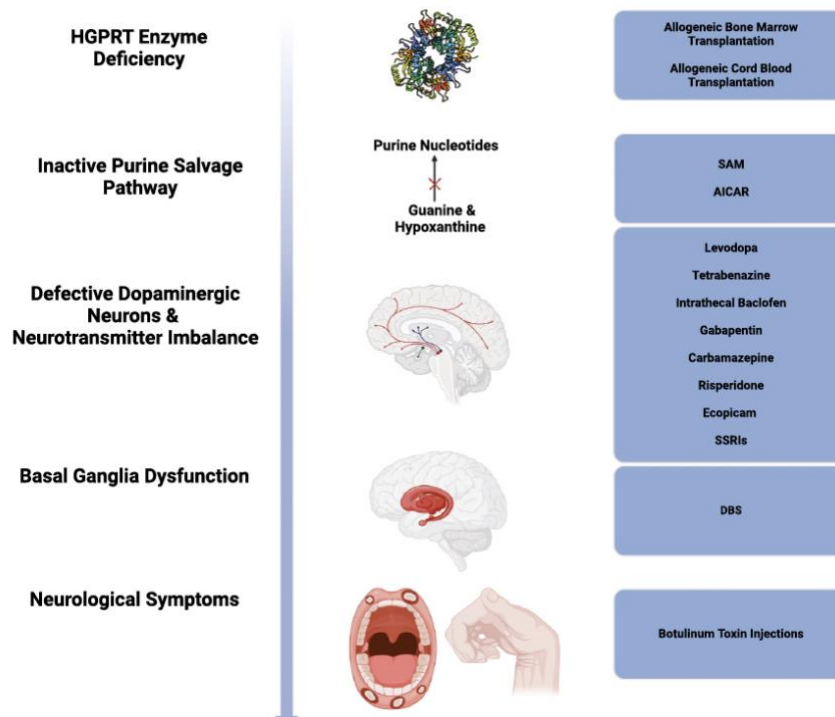 HGPRT Enzyme
Deficiency
Allogeneic Bone Marrow
Transplantation
Allogeneic Cord Blood
Transplantation
Inactive Purine Salvage
Pathway
Purine Nucleotides
Guanine &
Hypoxanthine
SAM
AICAR
Defective Dopaminergic
Neurons &
Neurotransmitter Imbalance
Levodopa
Tetrabenazine
Intrathecal Baclofen
Gabapentin
Carbamazepine
Risperidone
Ecopicam
SSRIs
Basal Ganglia Dysfunction
DBS
Neurological Symptoms
Botulinum Toxin Injections